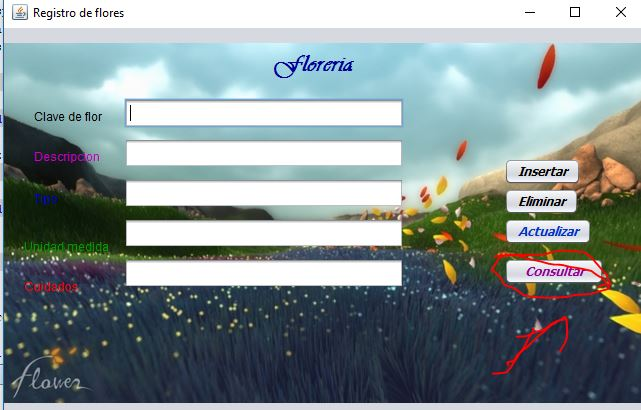 Registro de flores
Floreria
Clave de flor
Descripcion
Tipo
Unidad medida
Cuidados
Insertar
Eliminar
Actualizar
Consultar
Flower